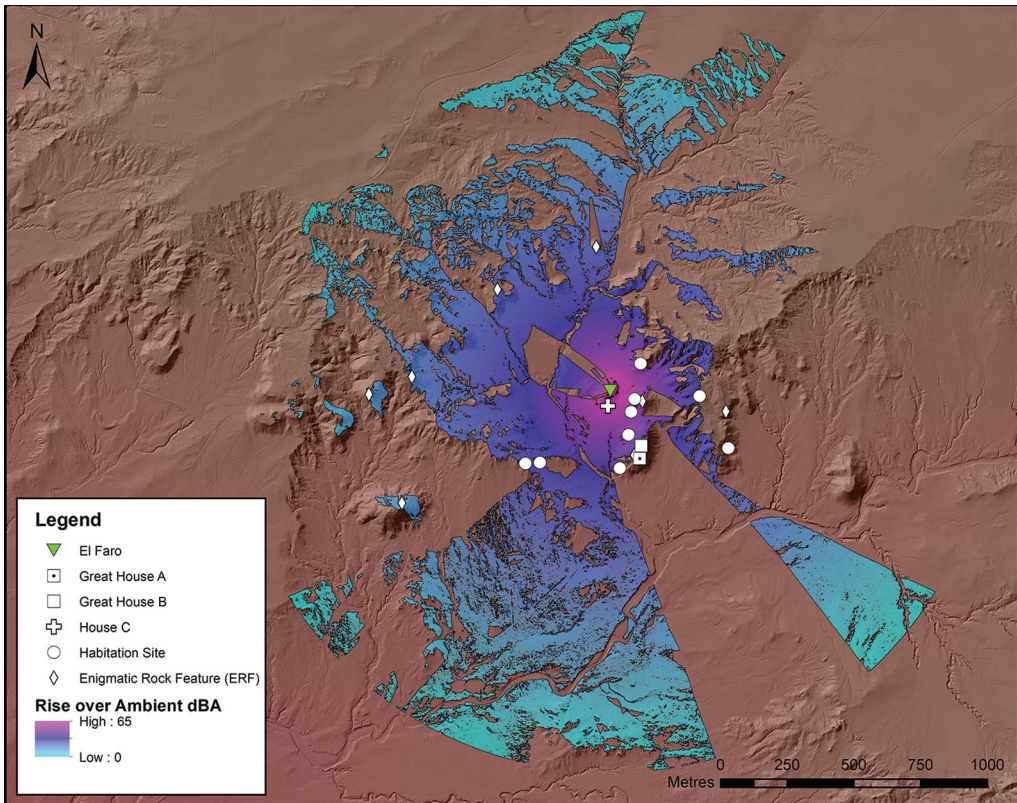 N
Legend
El Faro
Great House A
Great House B
House C
Habitation Site
Enigmatic Rock Feature (ERF)
Rise over Ambient dBA
High : 65
Low : 0
0 250 500 750 1000
Metres